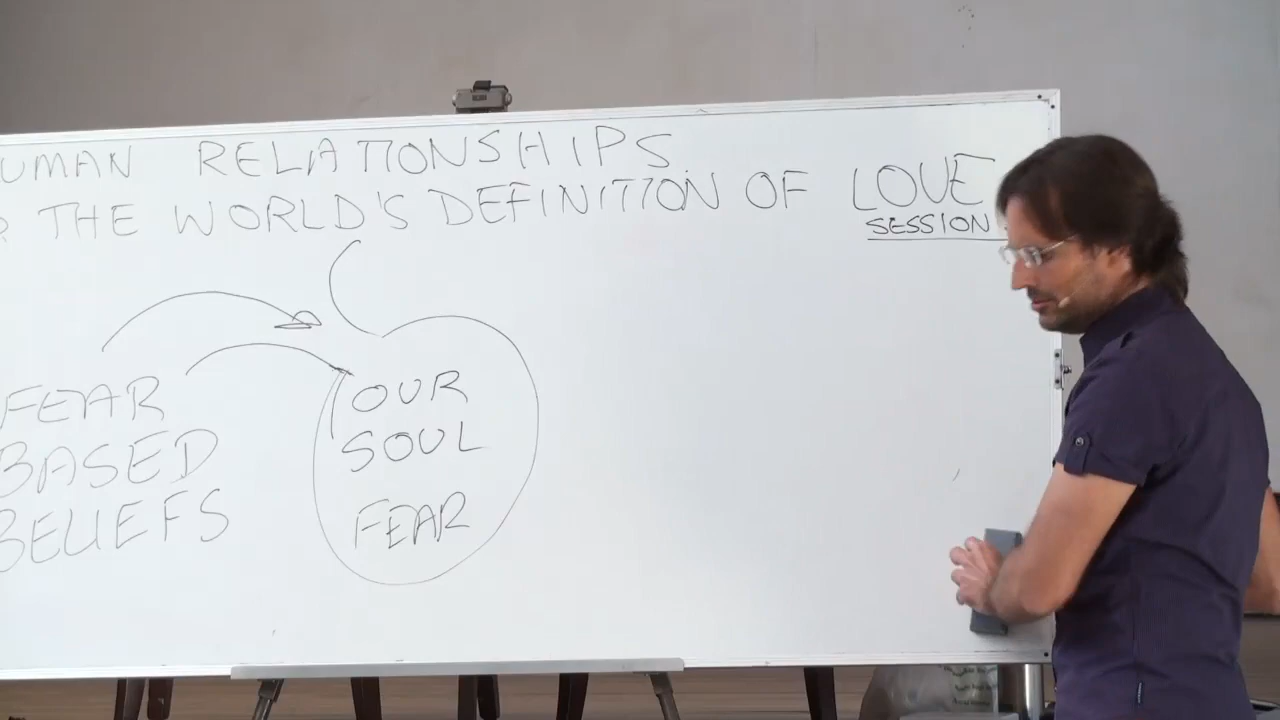 UMAN RELATIONSHIPS
R THE WORLD'S DEFINITION OF LOVE
SESSION
FEAR
BASED
BELIEFS
OUR
SOUL
FEAR